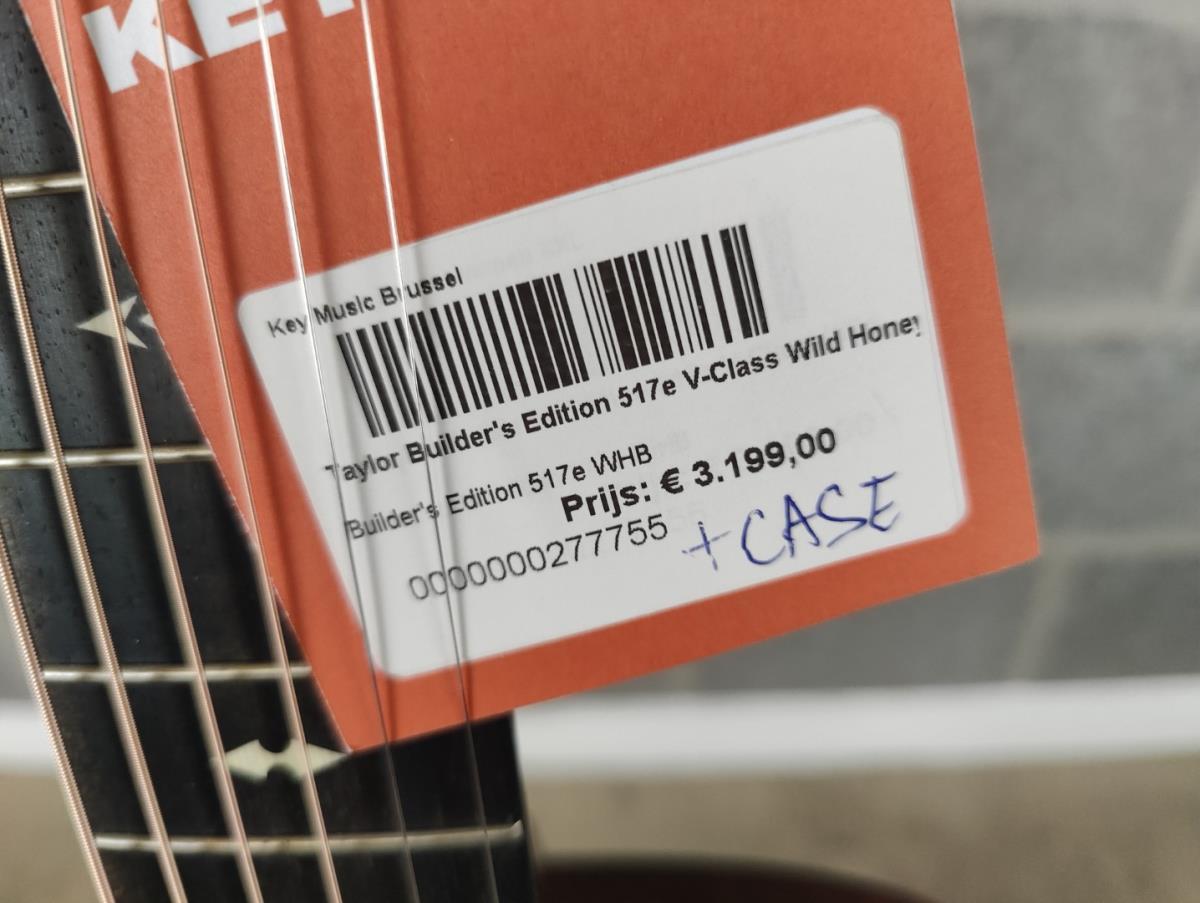 KEY
Key Music Brussel
Taylor Builder's Edition 517e V-Class Wild Honey
Builder's Edition 517e WHB
Prijs: € 3.199,00
0000000277755
+ CASE